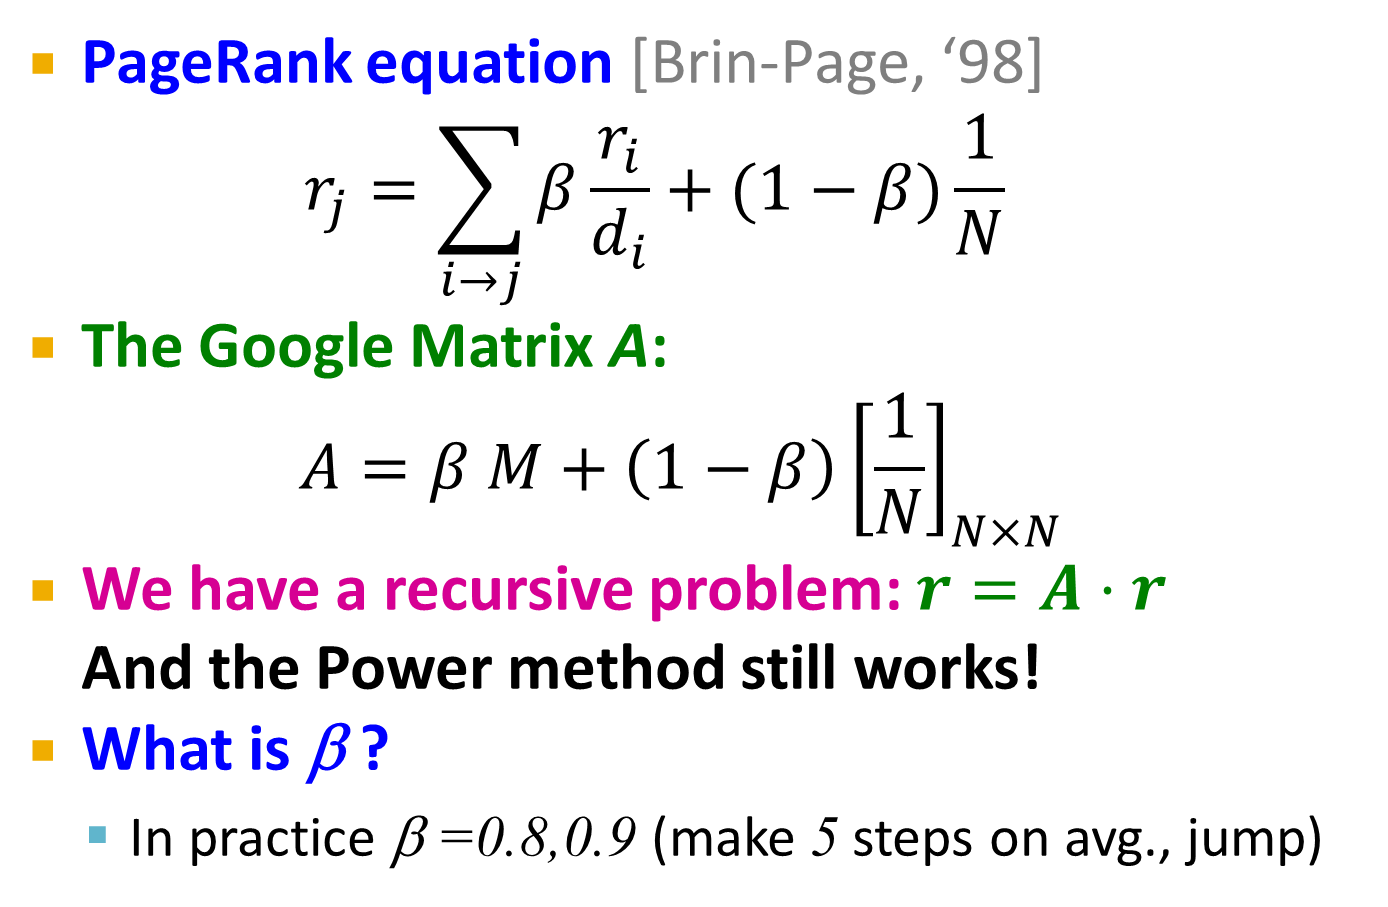 ▪ PageRank equation [Brin-Page, ‘98]
r_j = ∑_{i→j} β r_i/d_i + (1 − β) 1/N
▪ The Google Matrix A:
A = β M + (1 − β) [1/N]_{N×N}
▪ We have a recursive problem: r = A · r
And the Power method still works!
▪ What is β?
▪ In practice β =0.8,0.9 (make 5 steps on avg., jump)